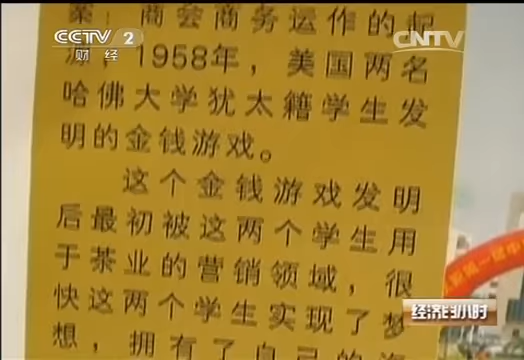 CCTV 2
财经
CNTV
案 商会商务运作的起
源，1958年，美国两名
哈佛大学犹太籍学生发
明的金钱游戏。
这个金钱游戏发明
后最初被这两个学生用
于茶业的营销领域，很
快这两个学生实现了梦
想，拥有了自己的
经济半小时